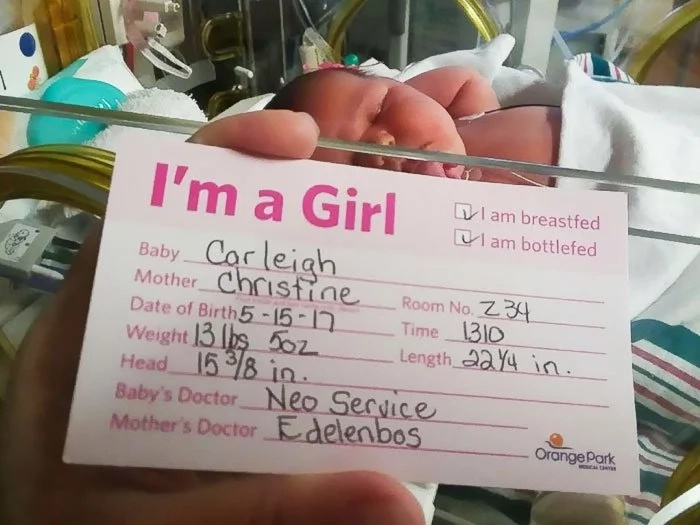 I'm a Girl
✓ I am breastfed
✓ I am bottlefed
Baby Carleigh
Mother Christine Room No. Z34
Date of Birth 5-15-17 Time 1310
Weight 13 lbs 5oz Length 22 1/4 in.
Head 15 3/8 in.
Baby's Doctor Neo Service
Mother's Doctor Edelenbos
Orange Park
MEDICAL CENTER